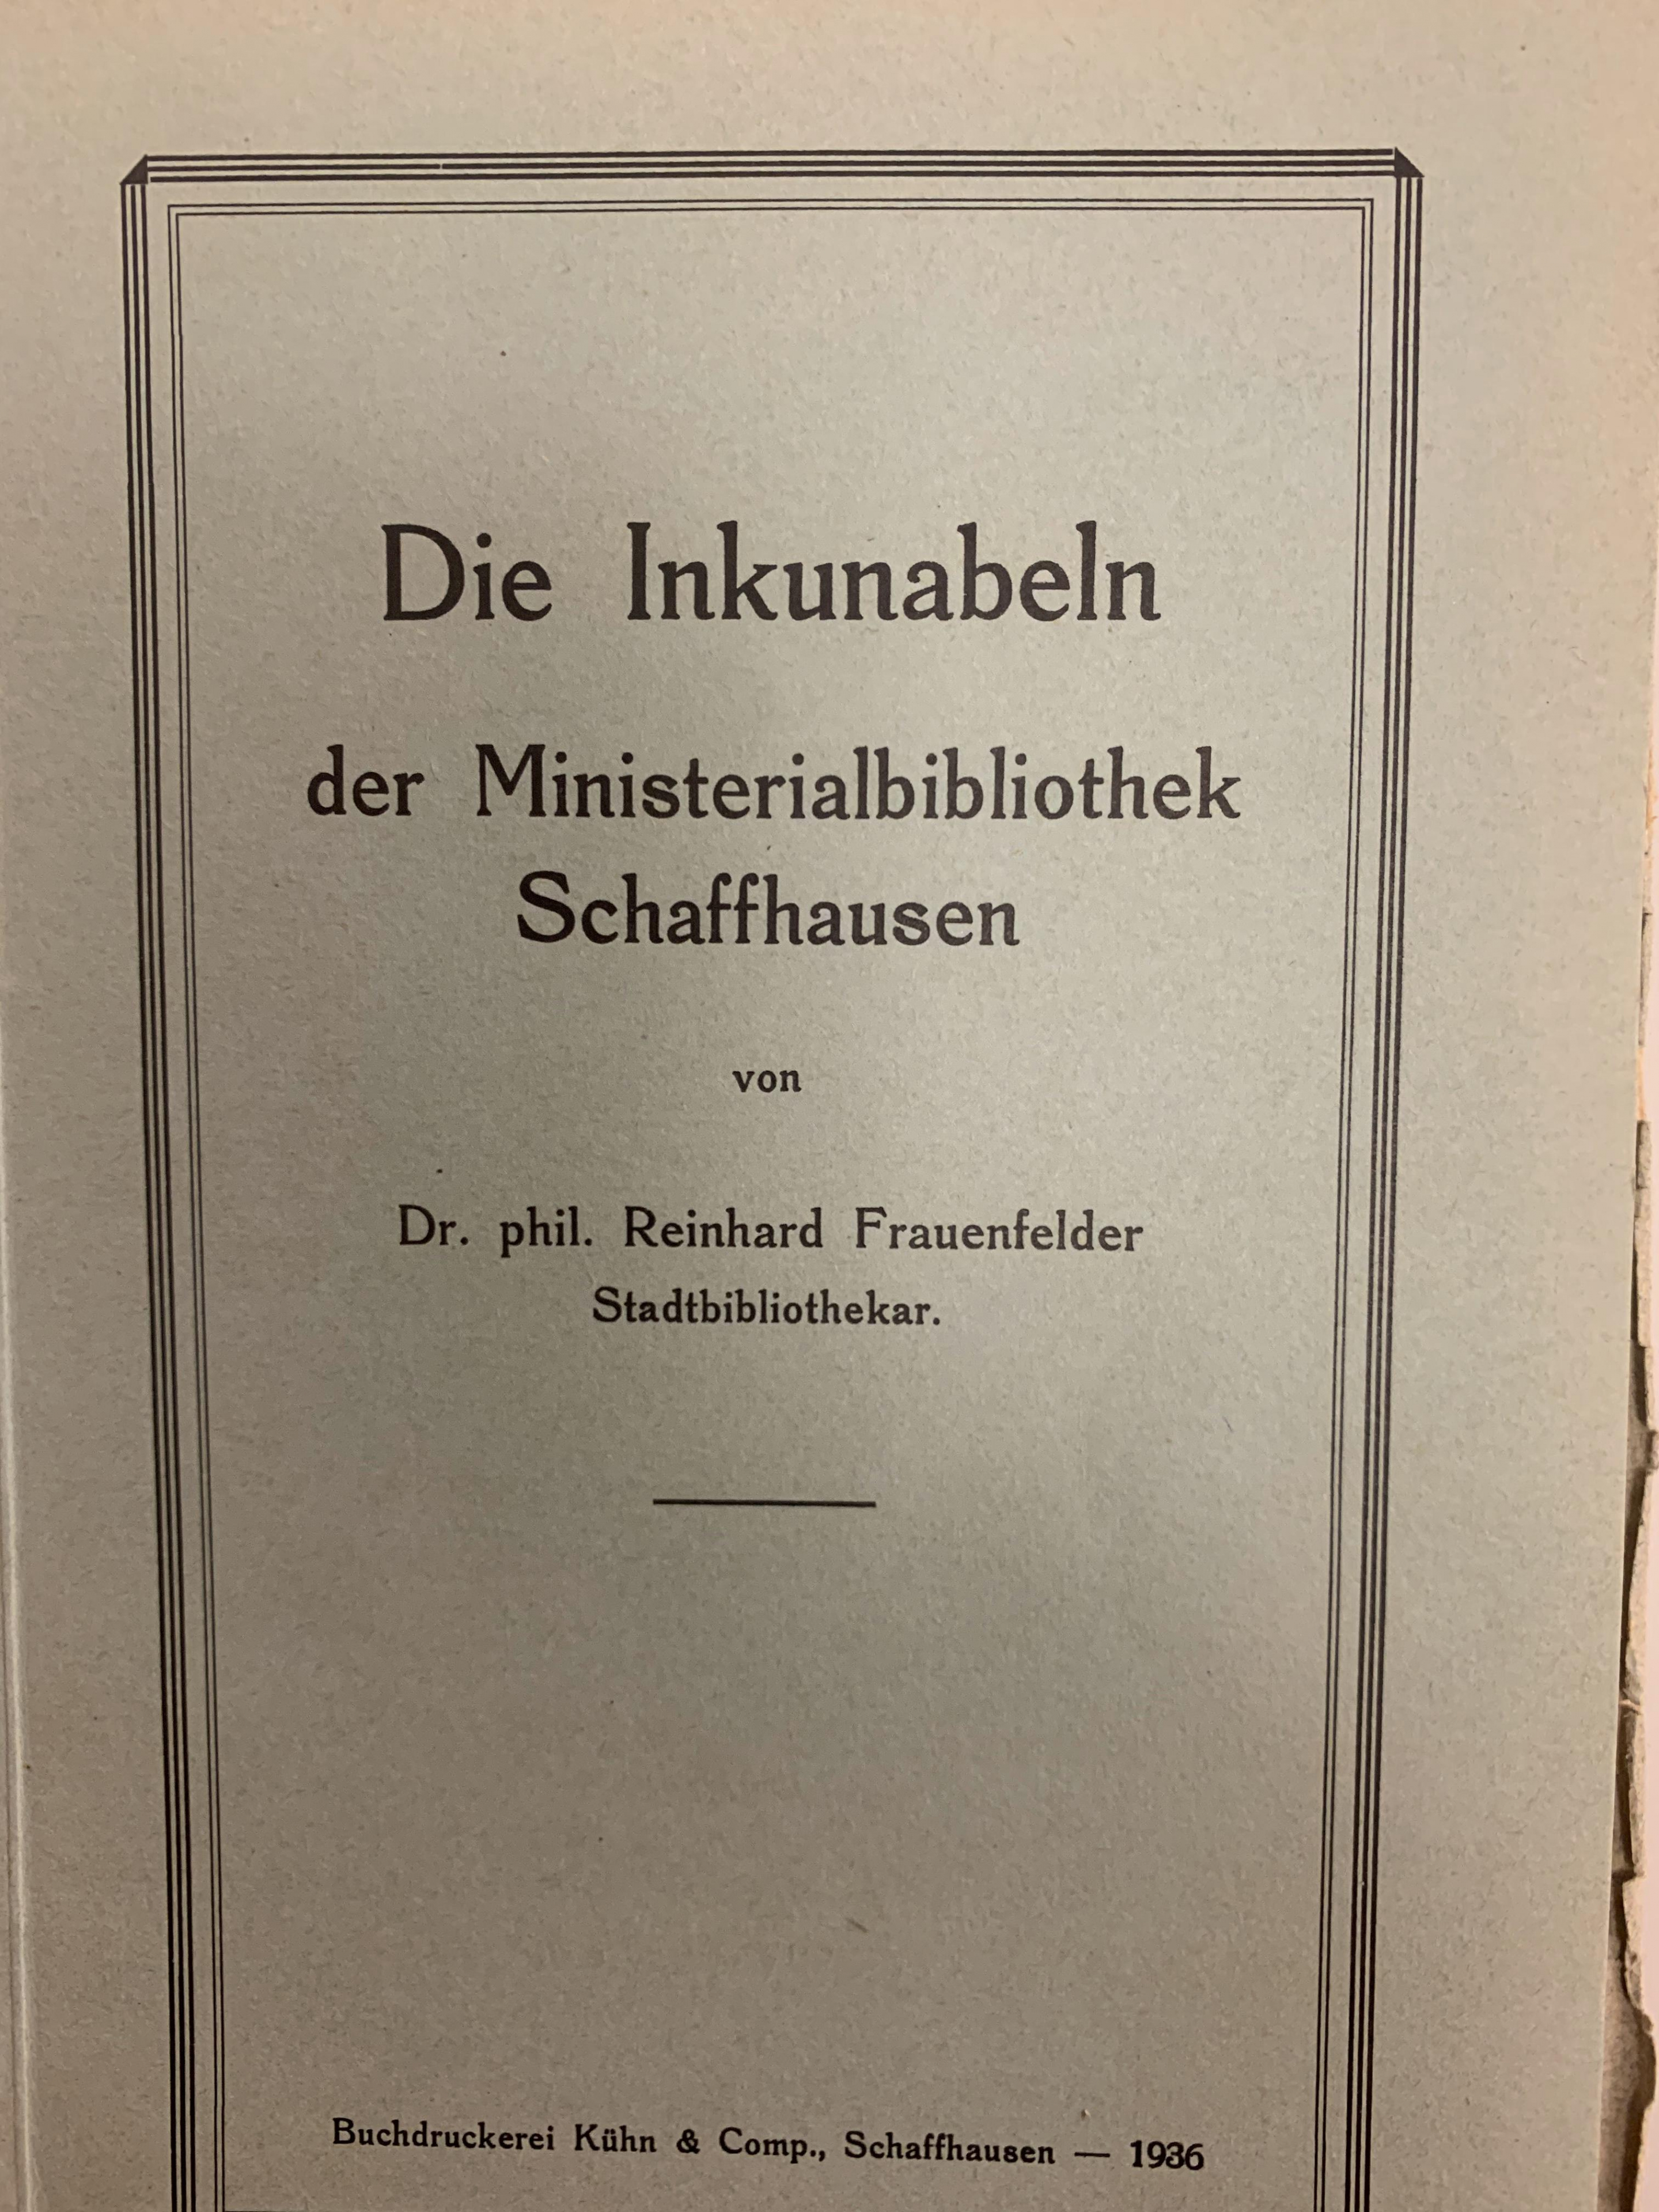 Die Inkunabeln
der Ministerialbibliothek
Schaffhausen
von
Dr. phil. Reinhard Frauenfelder
Stadtbibliothekar.
Buchdruckerei Kühn & Comp., Schaffhausen — 1936